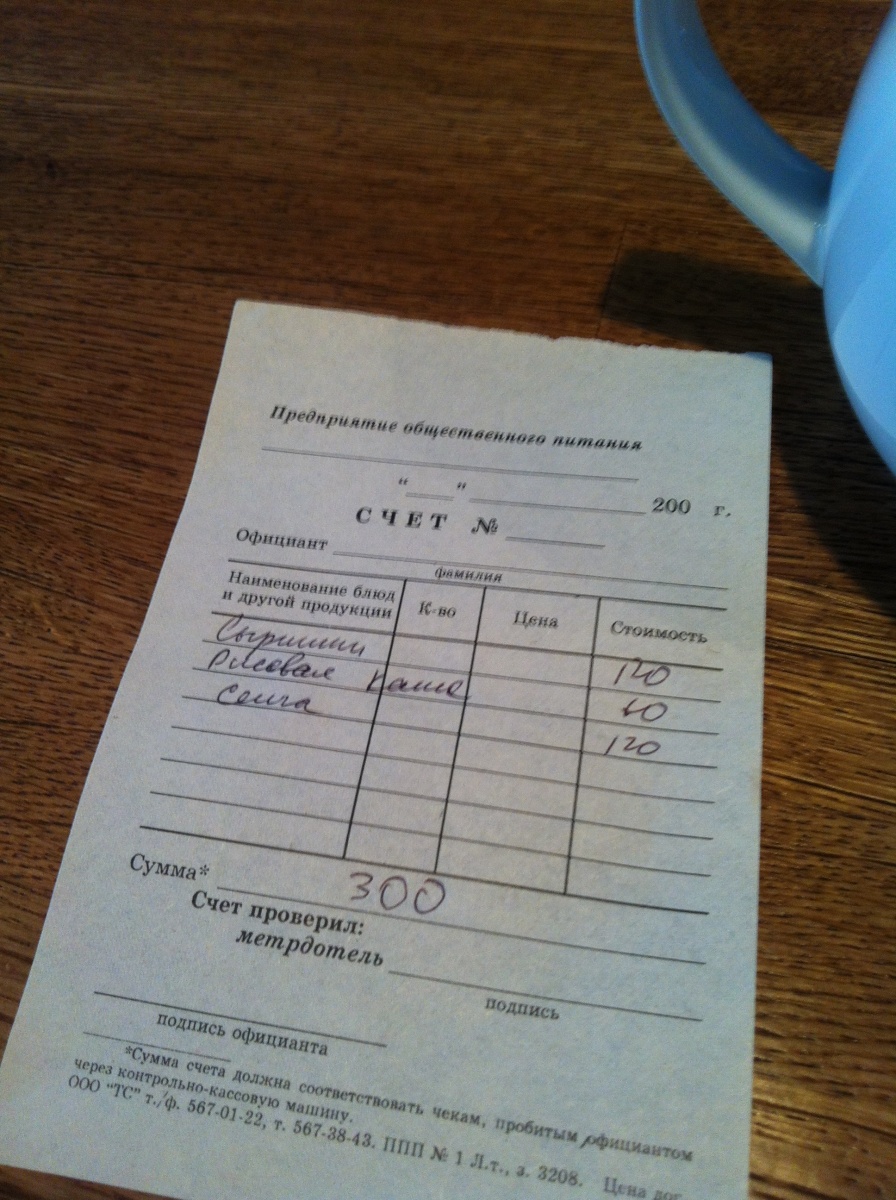 Предприятие общественного питания
“ ” 200 г.
СЧЕТ №
Официант
фамилия
Наименование блюд и другой продукции К-во Цена Стоимость
Сырники 120
Рисовая каша 60
Сенча 120
Сумма* 300
Счет проверил:
метрдотель
подпись
подпись официанта
*Сумма счета должна соответствовать чекам, пробитым официантом
через контрольно-кассовую машину.
ООО "ТС" т./ф. 567-01-22, т. 567-38-43. ППП № 1 Л.т., з. 3208. Цена